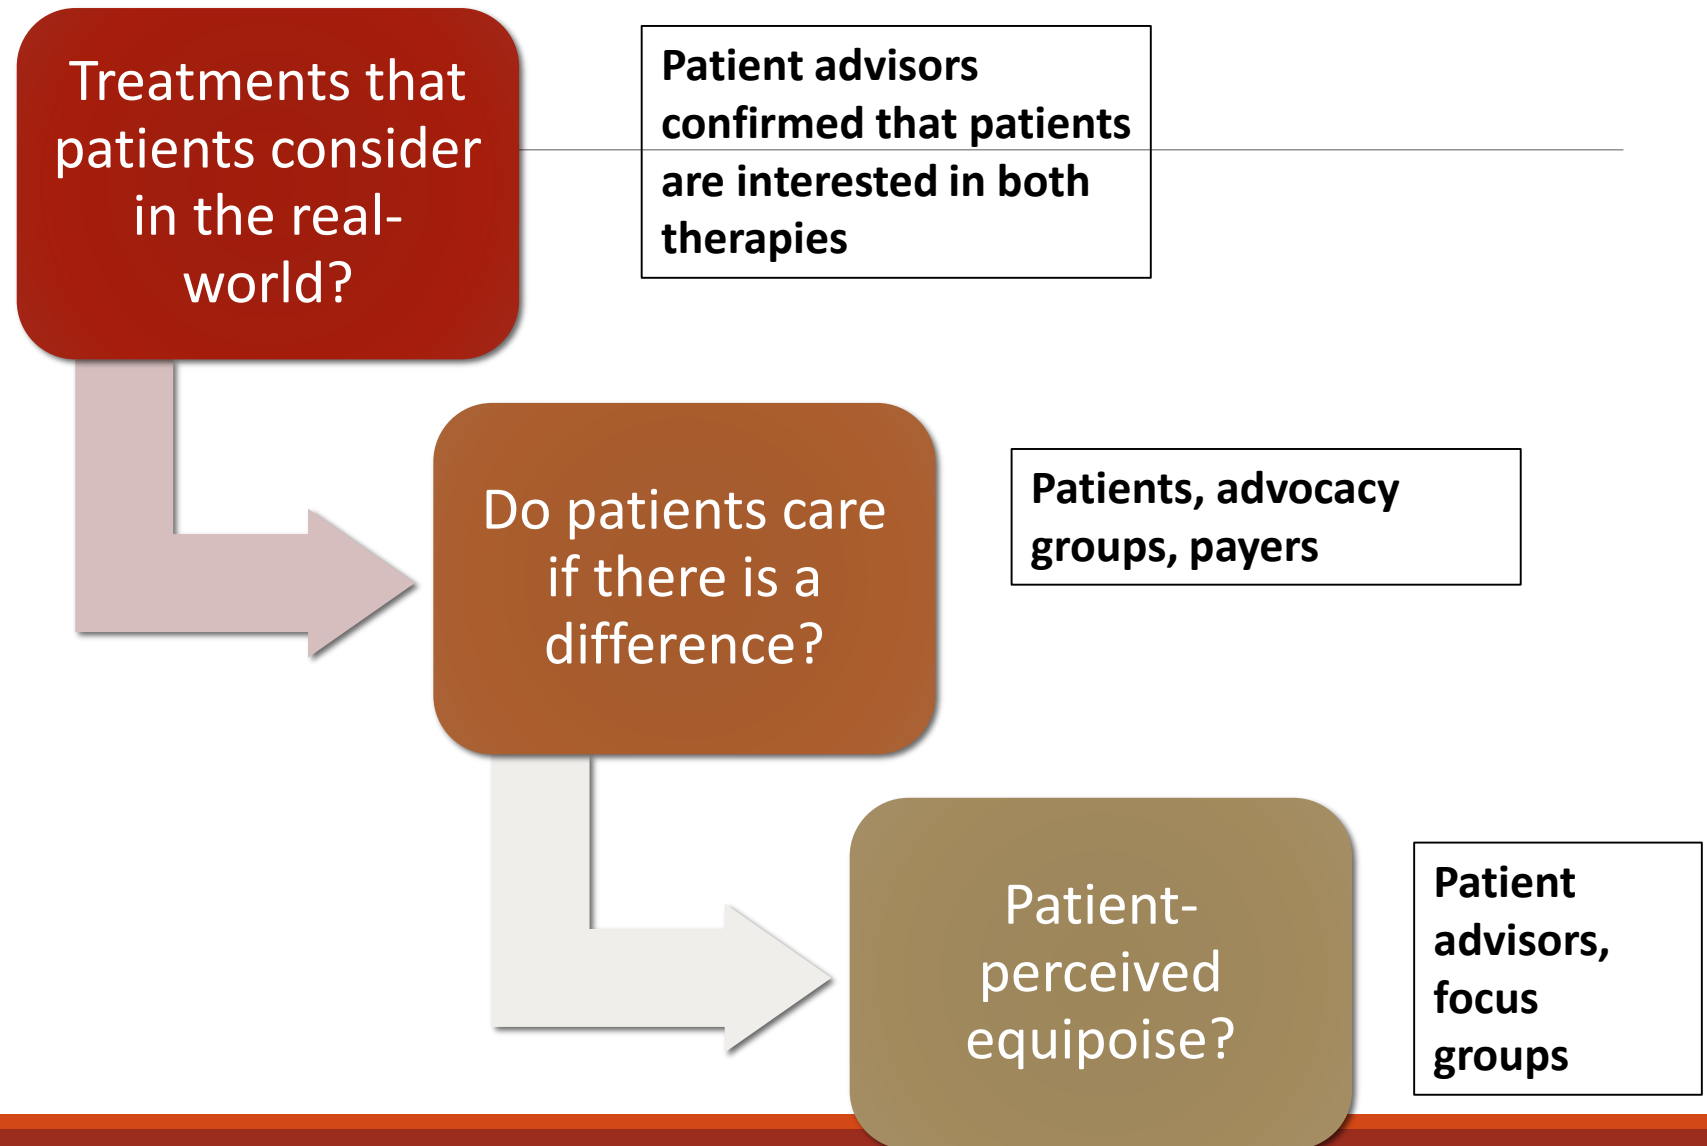 Treatments that
patients consider
in the real-
world?
Patient advisors
confirmed that patients
are interested in both
therapies
Do patients care
if there is a
difference?
Patients, advocacy
groups, payers
Patient-
perceived
equipoise?
Patient
advisors,
focus
groups